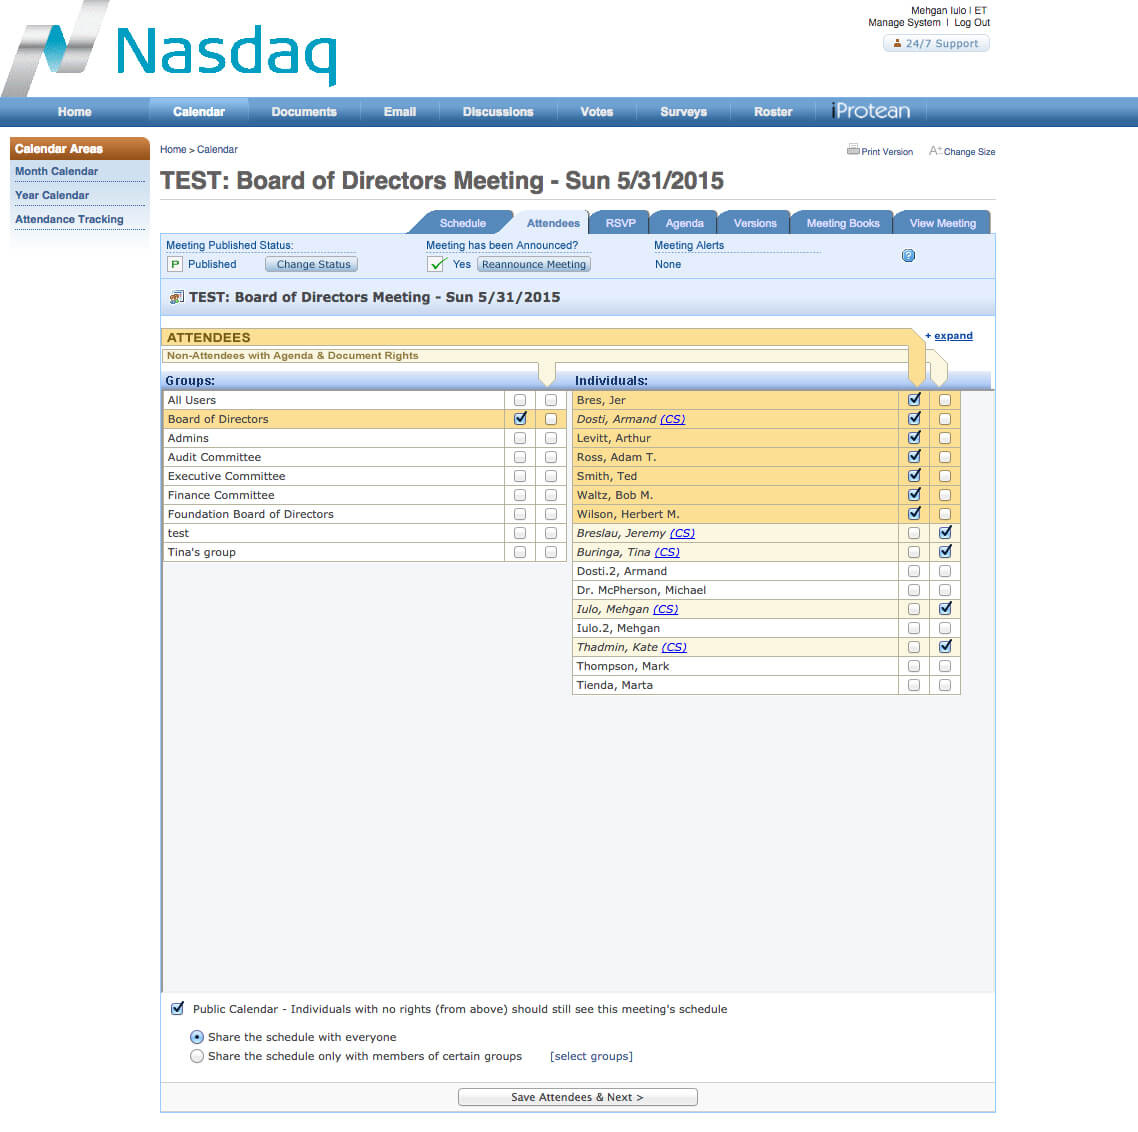 Nasdaq
Mehgan Iulo | ET
Manage System | Log Out
24/7 Support
Home Calendar Documents Email Discussions Votes Surveys Roster iProtean
Calendar Areas
Month Calendar
Year Calendar
Attendance Tracking
Home > Calendar
Print Version A+ Change Size
TEST: Board of Directors Meeting - Sun 5/31/2015
Schedule Attendees RSVP Agenda Versions Meeting Books View Meeting
Meeting Published Status: Meeting has been Announced? Meeting Alerts
P Published Change Status Yes Reannounce Meeting None ?
TEST: Board of Directors Meeting - Sun 5/31/2015
ATTENDEES + expand
Non-Attendees with Agenda & Document Rights
Groups:
All Users
Board of Directors
Admins
Audit Committee
Executive Committee
Finance Committee
Foundation Board of Directors
test
Tina's group
Individuals:
Bres, Jer
Dosti, Armand (CS)
Levitt, Arthur
Ross, Adam T.
Smith, Ted
Waltz, Bob M.
Wilson, Herbert M.
Breslau, Jeremy (CS)
Buringa, Tina (CS)
Dosti.2, Armand
Dr. McPherson, Michael
Iulo, Mehgan (CS)
Iulo.2, Mehgan
Thadmin, Kate (CS)
Thompson, Mark
Tienda, Marta
Public Calendar - Individuals with no rights (from above) should still see this meeting's schedule
Share the schedule with everyone
Share the schedule only with members of certain groups [select groups]
Save Attendees & Next >